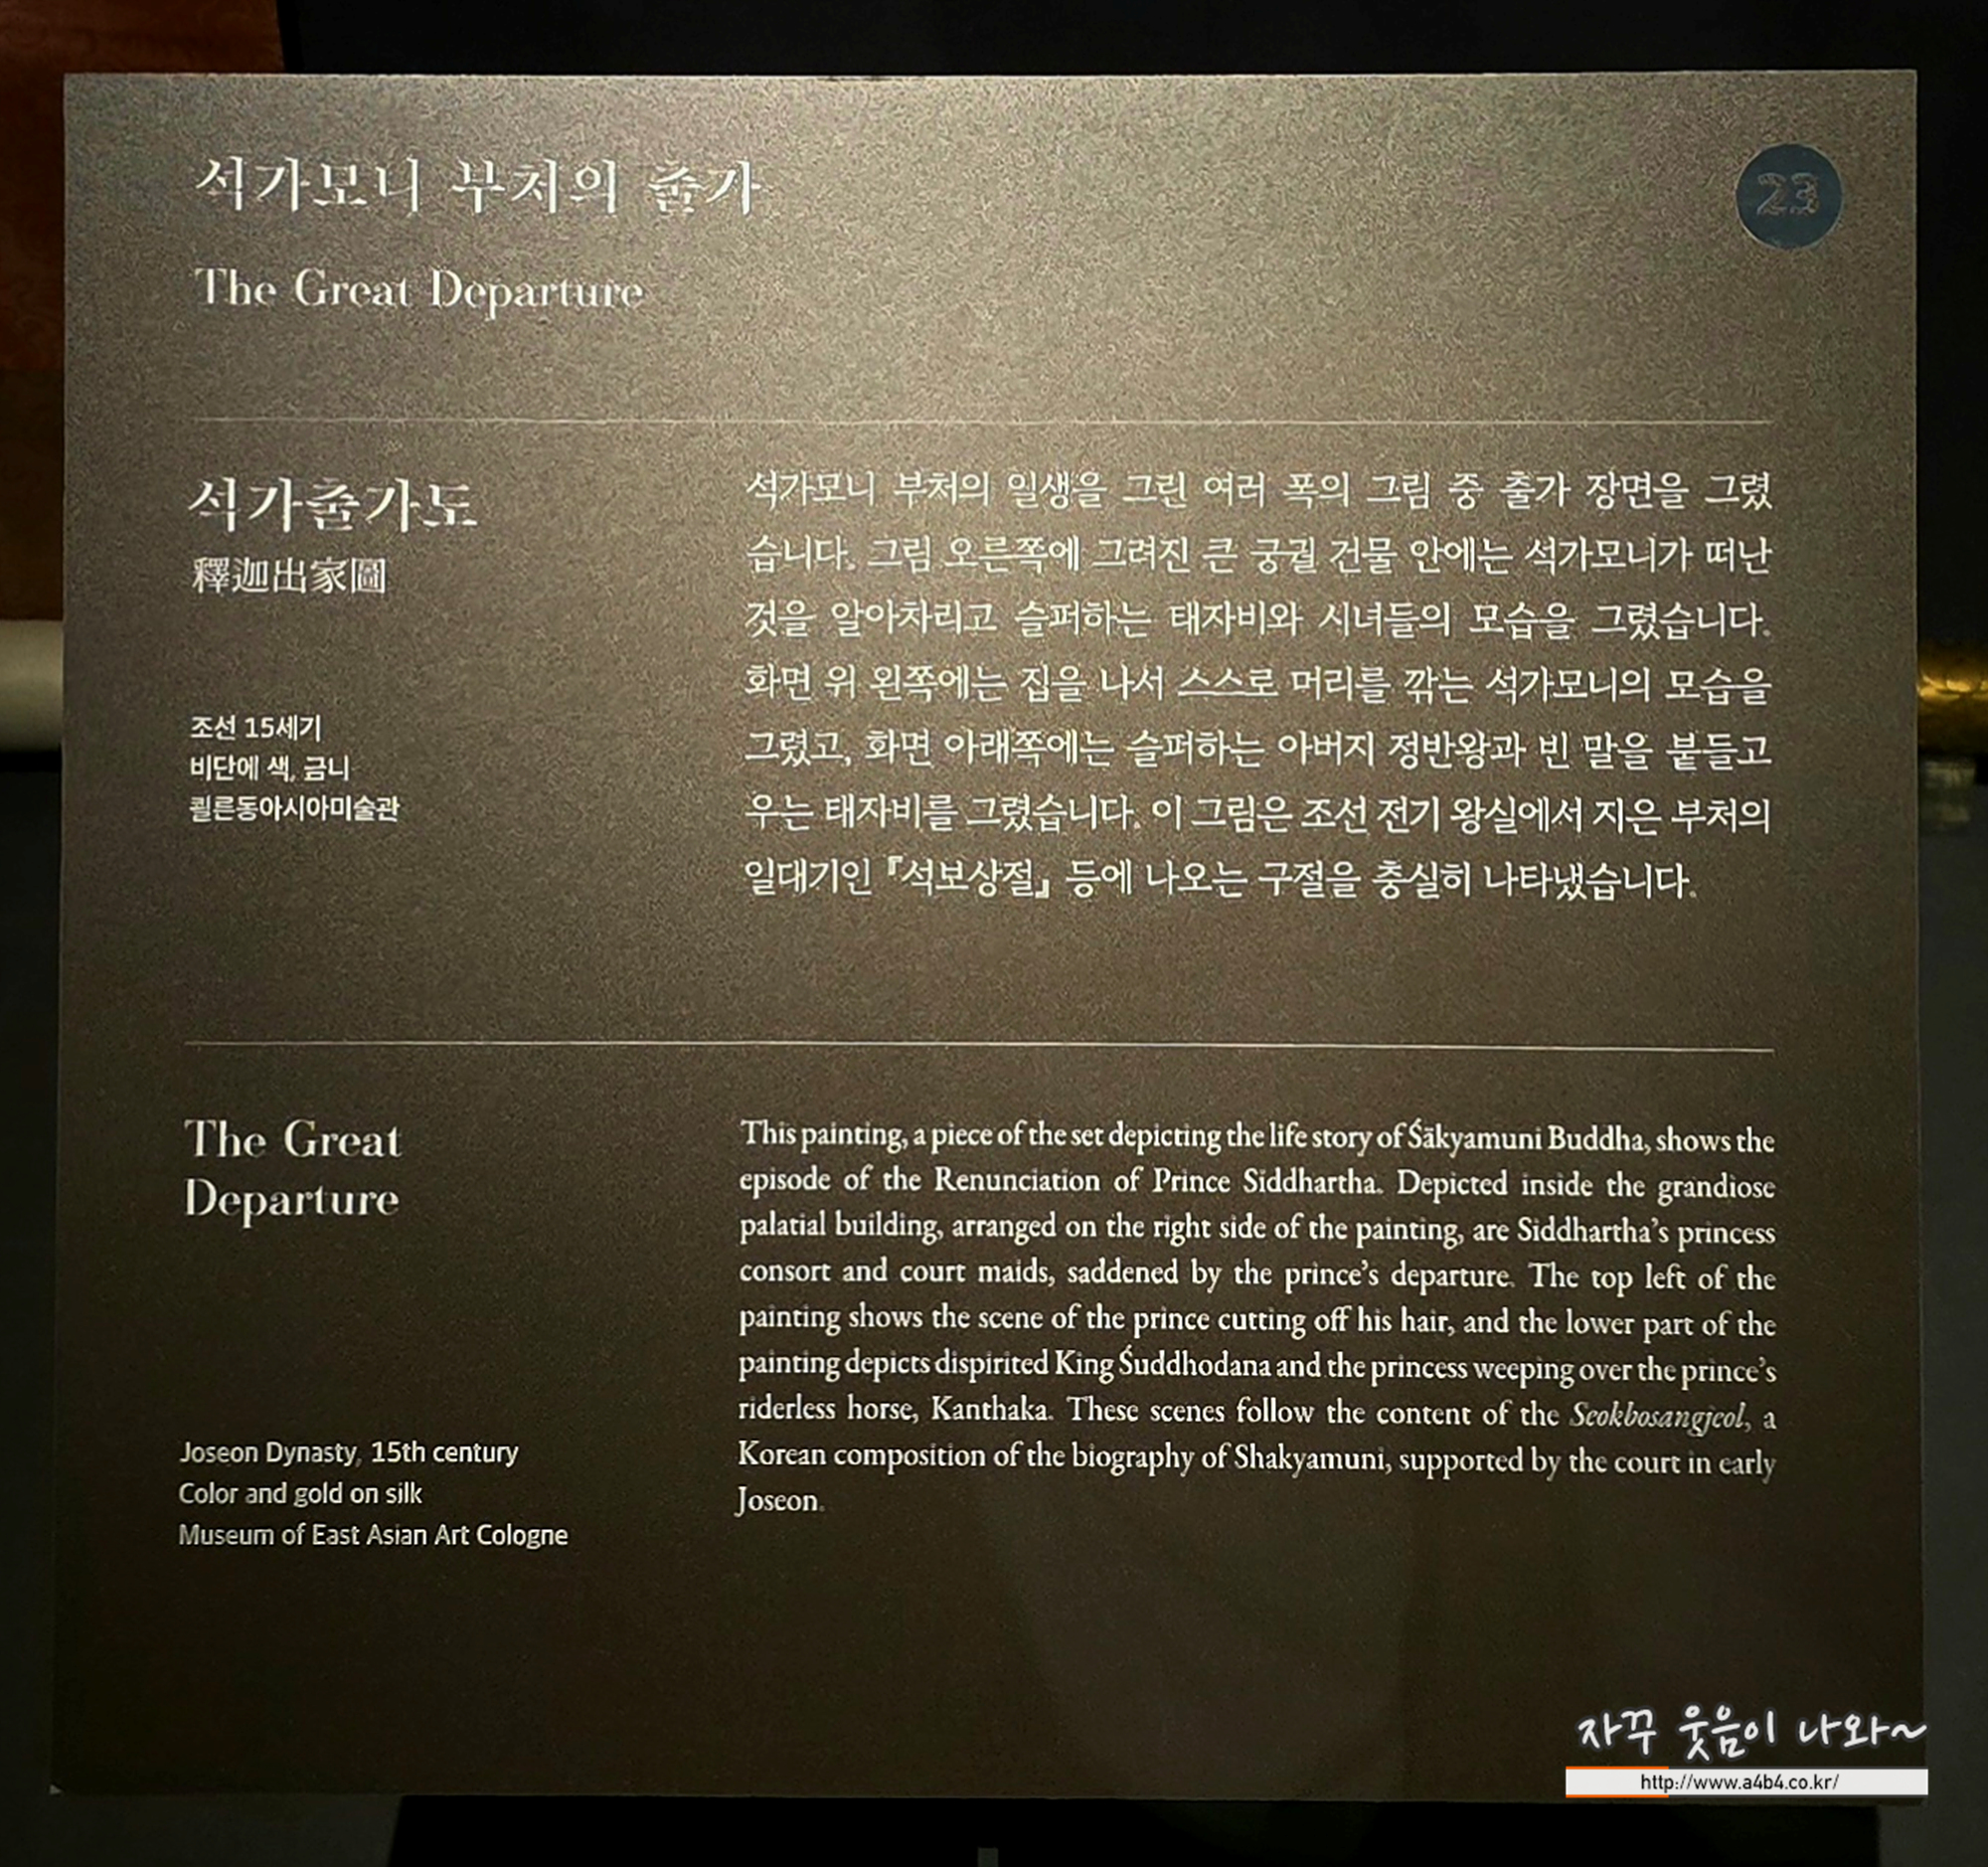 석가모니 부처의 출가
23
The Great Departure
석가출가도
釋迦出家圖
조선 15세기
비단에 색, 금니
쾰른동아시아미술관
석가모니 부처의 일생을 그린 여러 폭의 그림 중 출가 장면을 그렸
습니다. 그림 오른쪽에 그려진 큰 궁궐 건물 안에는 석가모니가 떠난
것을 알아차리고 슬퍼하는 태자비와 시녀들의 모습을 그렸습니다.
화면 위 왼쪽에는 집을 나서 스스로 머리를 깎는 석가모니의 모습을
그렸고, 화면 아래쪽에는 슬퍼하는 아버지 정반왕과 빈 말을 붙들고
우는 태자비를 그렸습니다. 이 그림은 조선 전기 왕실에서 지은 부처의
일대기인 『석보상절』 등에 나오는 구절을 충실히 나타냈습니다.
The Great
Departure
Joseon Dynasty, 15th century
Color and gold on silk
Museum of East Asian Art Cologne
This painting, a piece of the set depicting the life story of Śākyamuni Buddha, shows the
episode of the Renunciation of Prince Siddhartha. Depicted inside the grandiose
palatial building, arranged on the right side of the painting, are Siddhartha's princess
consort and court maids, saddened by the prince's departure. The top left of the
painting shows the scene of the prince cutting off his hair, and the lower part of the
painting depicts dispirited King Śuddhodana and the princess weeping over the prince's
riderless horse, Kanthaka. These scenes follow the content of the Seokbosangjeol, a
Korean composition of the biography of Shakyamuni, supported by the court in early
Joseon.
자꾸 웃음이 나와~
http://www.a4b4.co.kr/